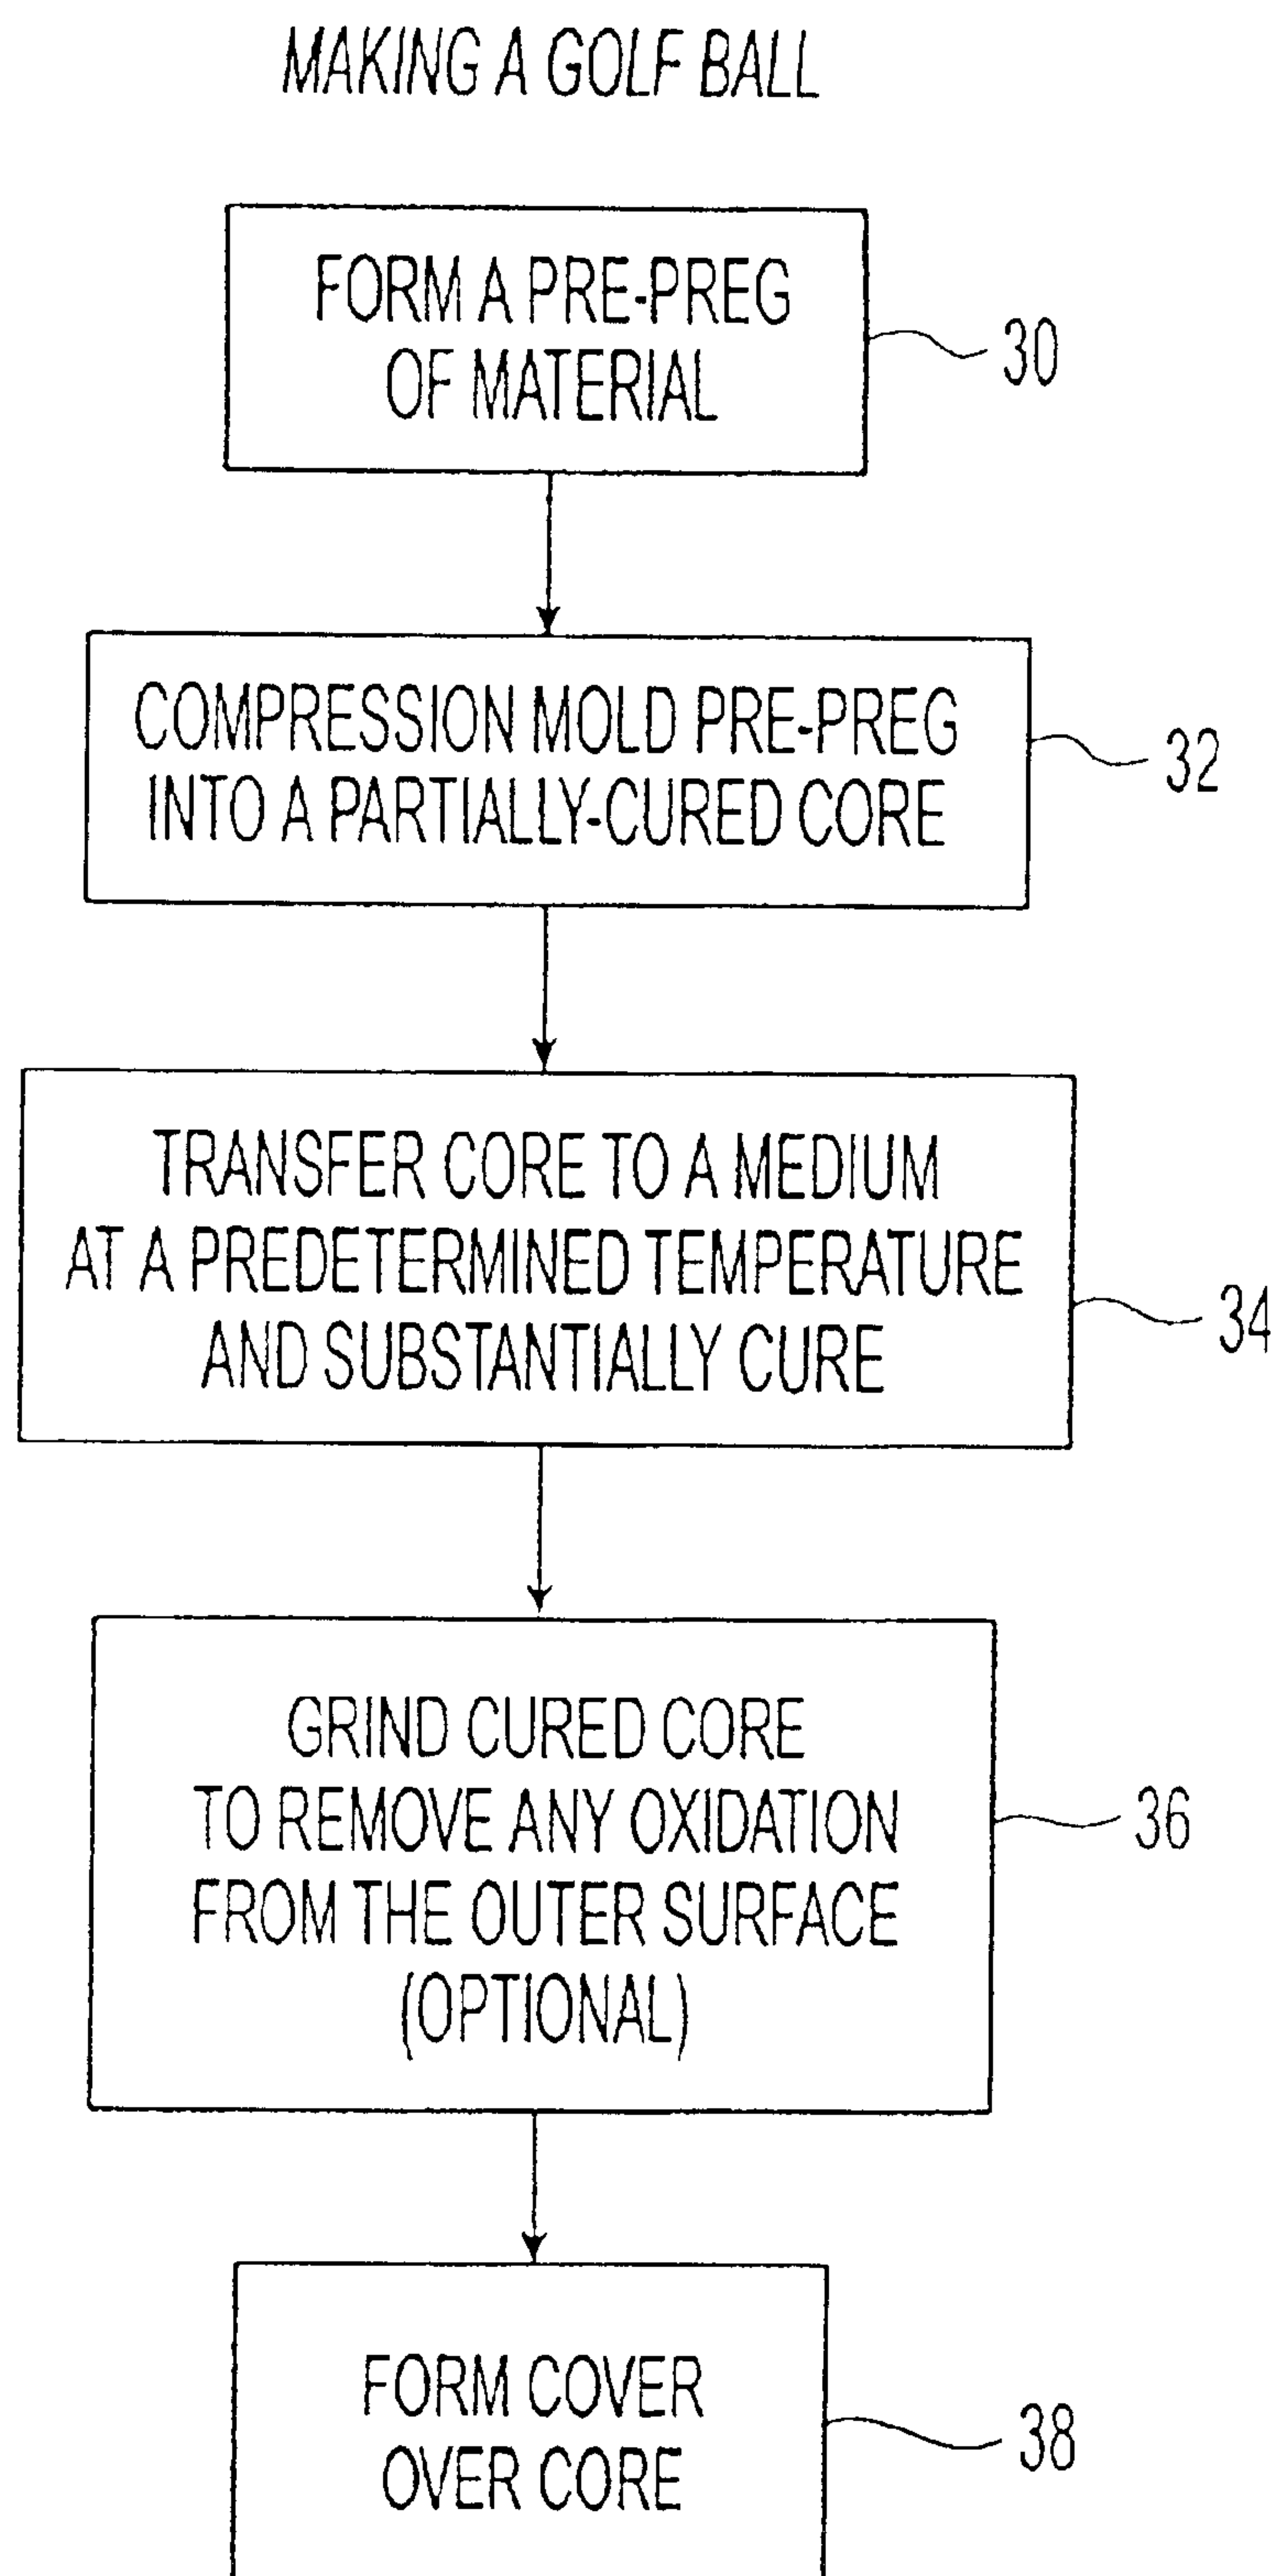 MAKING A GOLF BALL
FORM A PRE-PREG
OF MATERIAL
30
COMPRESSION MOLD PRE-PREG
INTO A PARTIALLY-CURED CORE
32
TRANSFER CORE TO A MEDIUM
AT A PREDETERMINED TEMPERATURE
AND SUBSTANTIALLY CURE
34
GRIND CURED CORE
TO REMOVE ANY OXIDATION
FROM THE OUTER SURFACE
(OPTIONAL)
36
FORM COVER
OVER CORE
38